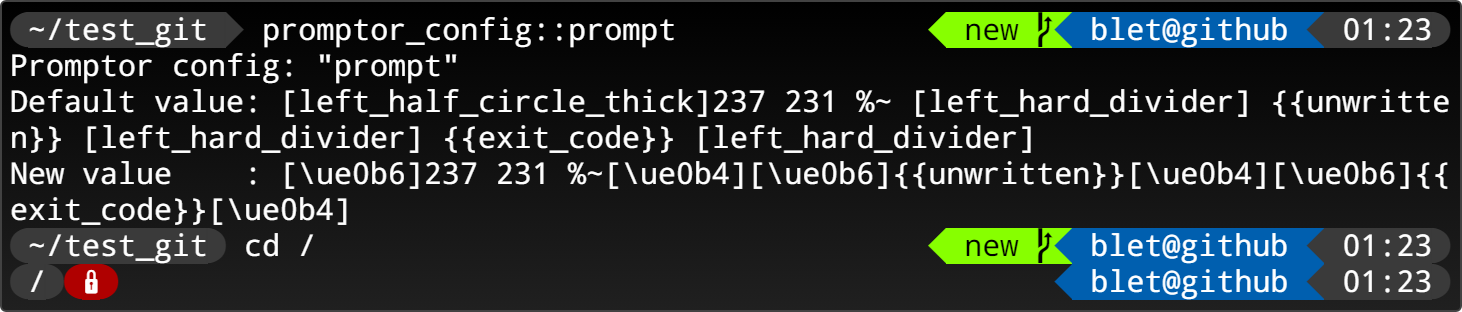 ~/test_git promptor_config::prompt new blet@github 01:23
Promptor config: "prompt"
Default value: [left_half_circle_thick]237 231 %~ [left_hard_divider] {{unwritte
n}} [left_hard_divider] {{exit_code}} [left_hard_divider]
New value    : [\ue0b6]237 231 %~[\ue0b4][\ue0b6]{{unwritten}}[\ue0b4][\ue0b6]{{
exit_code}}[\ue0b4]
~/test_git cd / new blet@github 01:23
/ blet@github 01:23